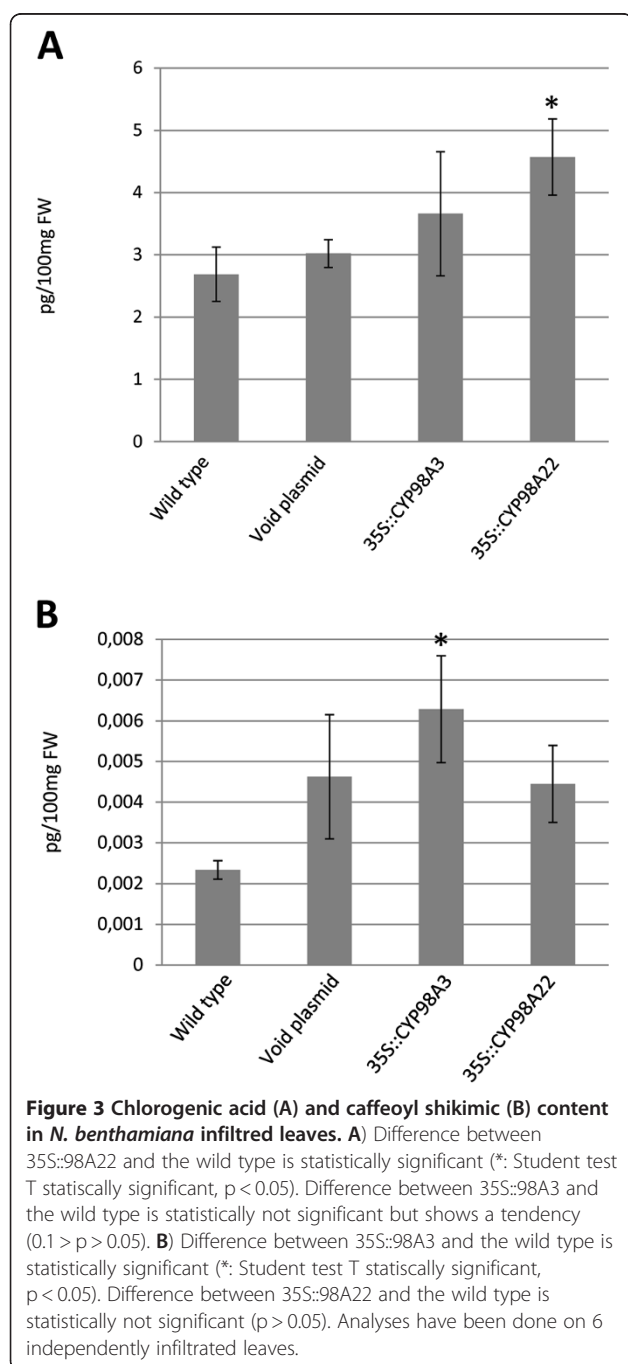 A
6
5
4
3
2
1
0
pg/100mg FW
*
Wild type
Void plasmid
35S::CYP98A3
35S::CYP98A22
B
0,008
0,007
0,006
0,005
0,004
0,003
0,002
0,001
0
pg/100mg FW
*
Wild type
Void plasmid
35S::CYP98A3
35S::CYP98A22
Figure 3 Chlorogenic acid (A) and caffeoyl shikimic (B) content
in N. benthamiana infiltred leaves. A) Difference between
35S::98A22 and the wild type is statistically significant (*: Student test
T statiscally significant, p < 0.05). Difference between 35S::98A3 and
the wild type is statistically not significant but shows a tendency
(0.1 > p > 0.05). B) Difference between 35S::98A3 and the wild type is
statistically significant (*: Student test T statiscally significant,
p < 0.05). Difference between 35S::98A22 and the wild type is
statistically not significant (p > 0.05). Analyses have been done on 6
independently infiltrated leaves.